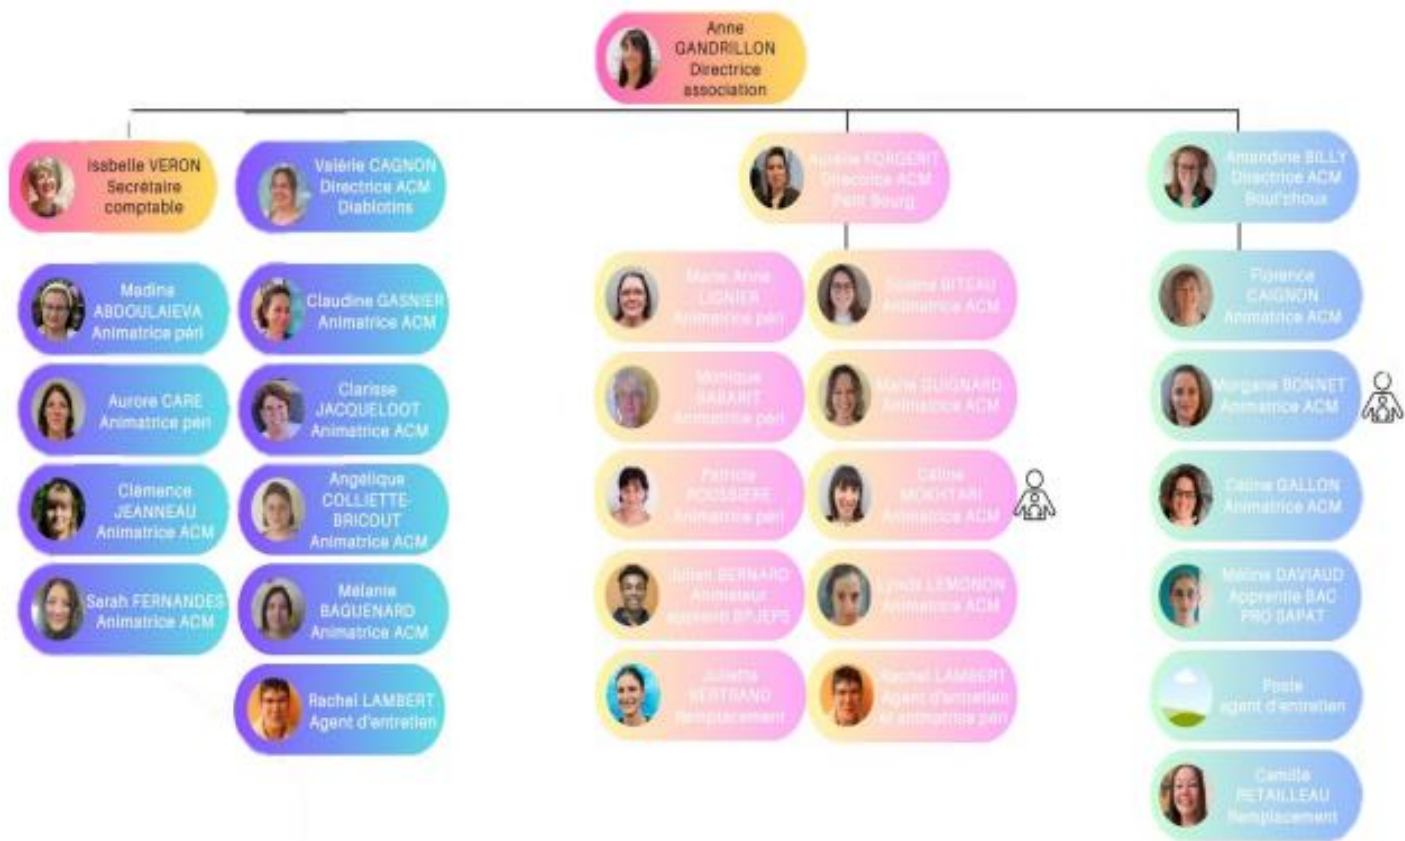 Anne
GANDRILLON
Directrice
association
Isabelle VERON
Secrétaire
comptable
Valérie CAGNON
Directrice ACM
Diablotins
Aurélie FORGERIT
Directrice ACM
Petit Bourg
Amandine BILLY
Directrice ACM
Bout'zhoux
Madina
ABDOULAIEVA
Animatrice péri
Aurore CARE
Animatrice péri
Clémence
JEANNEAU
Animatrice ACM
Sarah FERNANDES
Animatrice ACM
Claudine GASNIER
Animatrice ACM
Clarisse
JACQUELOOT
Animatrice ACM
Angélique
COLLIETTE-
BRICOUT
Animatrice ACM
Mélanie
BAGUENARD
Animatrice ACM
Rachel LAMBERT
Agent d'entretien
Marie Anne
LIGNIER
Animatrice péri
Monique
GABARIT
Animatrice péri
Patricia
ROUSSIERE
Animatrice péri
Julien BERNARD
Animateur
apprenti BPJEPS
Juliette
BERTRAND
Remplacement
BITEAU
Animatrice ACM
Marie GUIGNARD
Animatrice ACM
Céline
MOKHTARI
Animatrice ACM
Lynda LEMONON
Animatrice ACM
Rachel LAMBERT
Agent d'entretien
et animatrice péri
Florence
CAIGNON
Animatrice ACM
Morgane BONNET
Animatrice ACM
Céline GALLON
Animatrice ACM
Méline DAVIAUD
Apprentie BAC
PRO SAPAT
Poste
agent d'entretien
Camille
RETAILLEAU
Remplacement